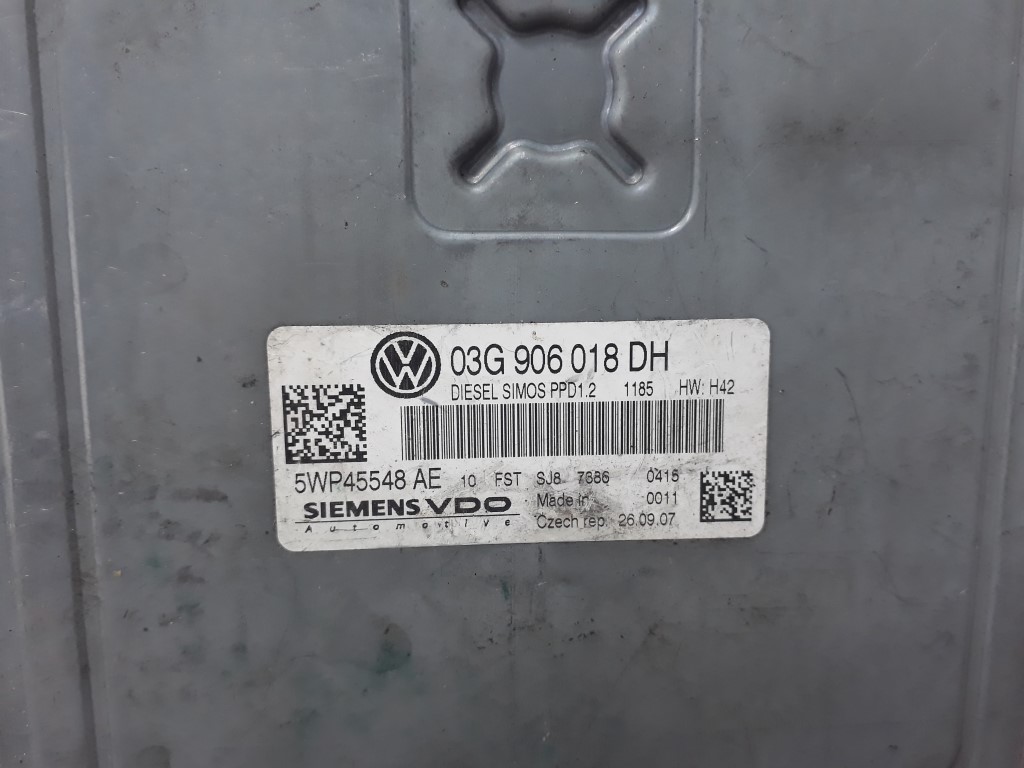 03G 906 018 DH
DIESEL SIMOS PPD1.2 1185 HW: H42
5WP45548 AE 10 FST SJ8 7886 0415
SIEMENS VDO Made in 0011
Automotive Czech rep. 26.09.07